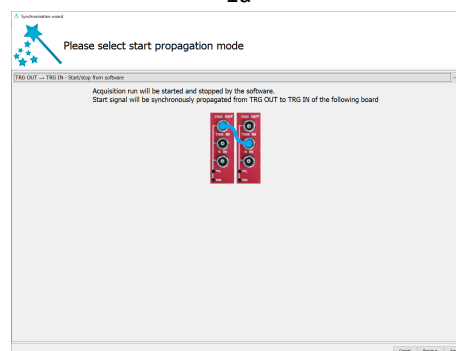 Synchronization wizard
Please select start propagation mode
TRG OUT → TRG IN - Start/stop from software
Acquisition run will be started and stopped by the software.
Start signal will be synchronously propagated from TRG OUT to TRG IN of the following board
TRG OUT TRG OUT
TRG IN TRG IN
Cancel Previous